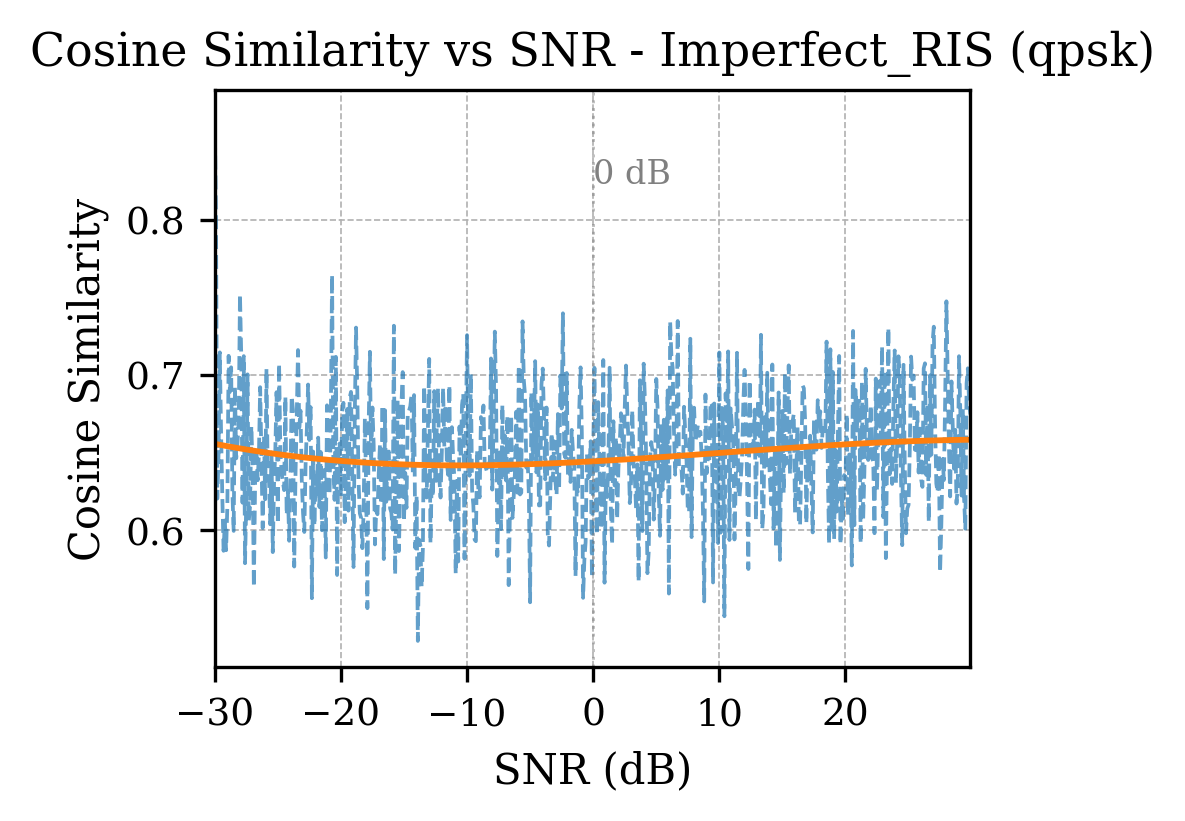 Cosine Similarity vs SNR - Imperfect_RIS (qpsk)
0 dB
Cosine Similarity
0.8
0.7
0.6
−30 −20 −10 0 10 20
SNR (dB)